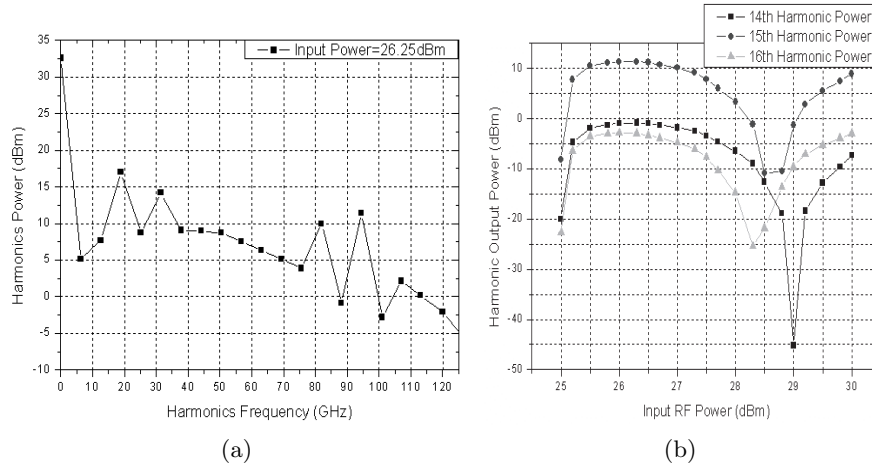 Input Power=26.25dBm
Harmonics Power (dBm)
35
30
25
20
15
10
5
0
-5
-10
0 10 20 30 40 50 60 70 80 90 100 110 120
Harmonics Frequency (GHz)
(a)
14th Harmonic Power
15th Harmonic Power
16th Harmonic Power
Harmonic Output Power (dBm)
10
0
-10
-20
-30
-40
-50
25 26 27 28 29 30
Input RF Power (dBm)
(b)